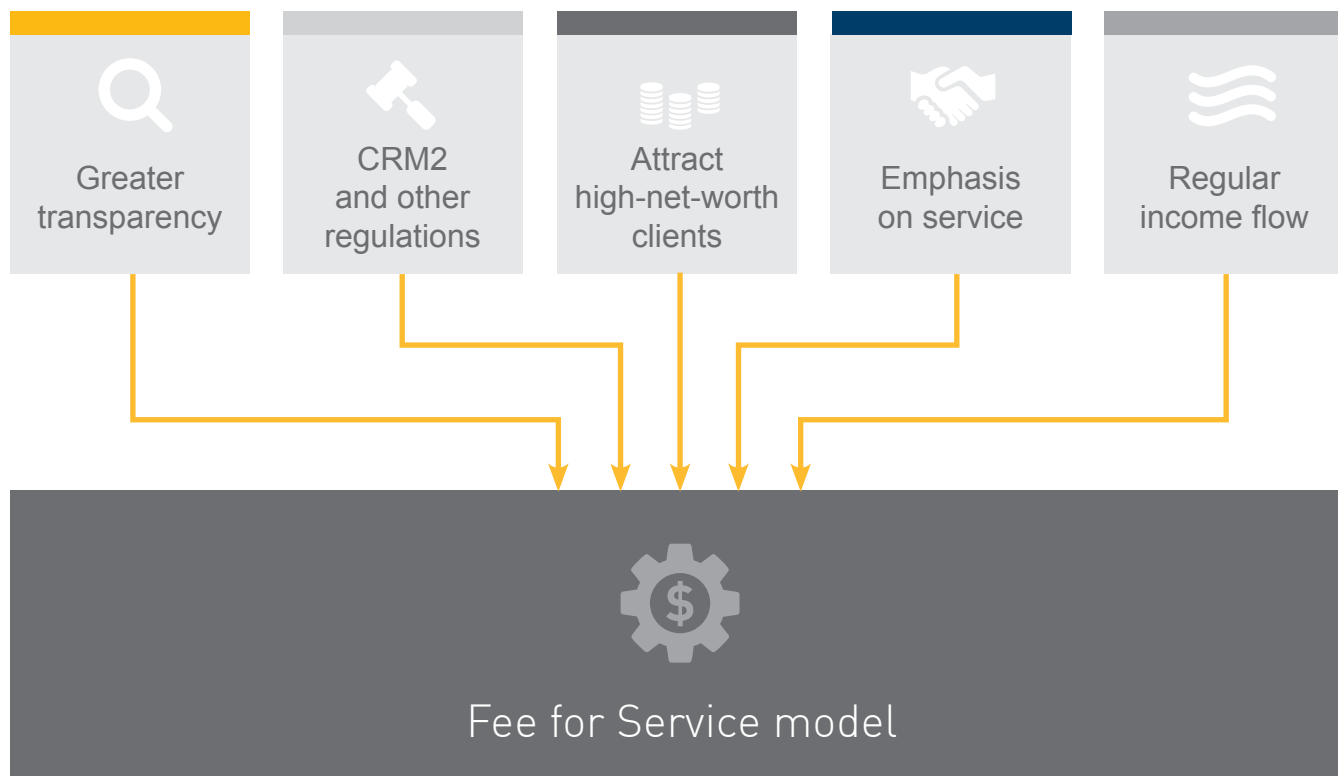 Greater
transparency
CRM2
and other
regulations
Attract
high-net-worth
clients
Emphasis
on service
Regular
income flow
$
Fee for Service model